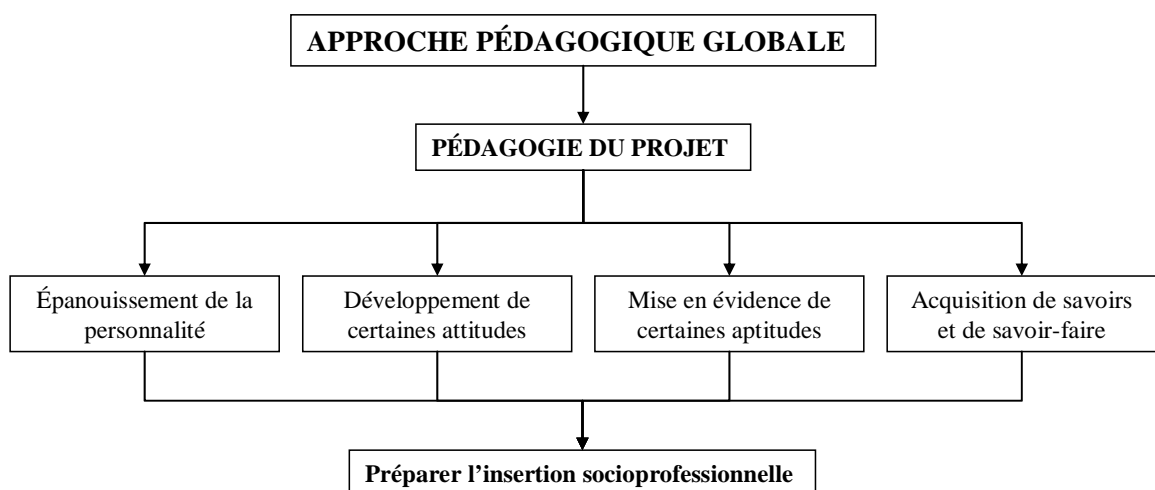 APPROCHE PÉDAGOGIQUE GLOBALE
PÉDAGOGIE DU PROJET
Épanouissement de la
personnalité
Développement de
certaines attitudes
Mise en évidence de
certaines aptitudes
Acquisition de savoirs
et de savoir-faire
Préparer l’insertion socioprofessionnelle